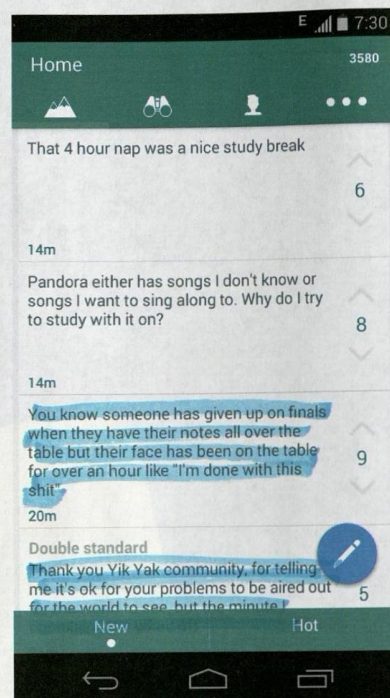 E 7:30
Home 3580
That 4 hour nap was a nice study break
6
14m
Pandora either has songs I don't know or
songs I want to sing along to. Why do I try
to study with it on?
8
14m
You know someone has given up on finals
when they have their notes all over the
table but their face has been on the table
for over an hour like "I'm done with this
shit"
9
20m
Double standard
Thank you Yik Yak community, for telling
me it's ok for your problems to be aired out
for the world to see, but the minute I
5
New Hot